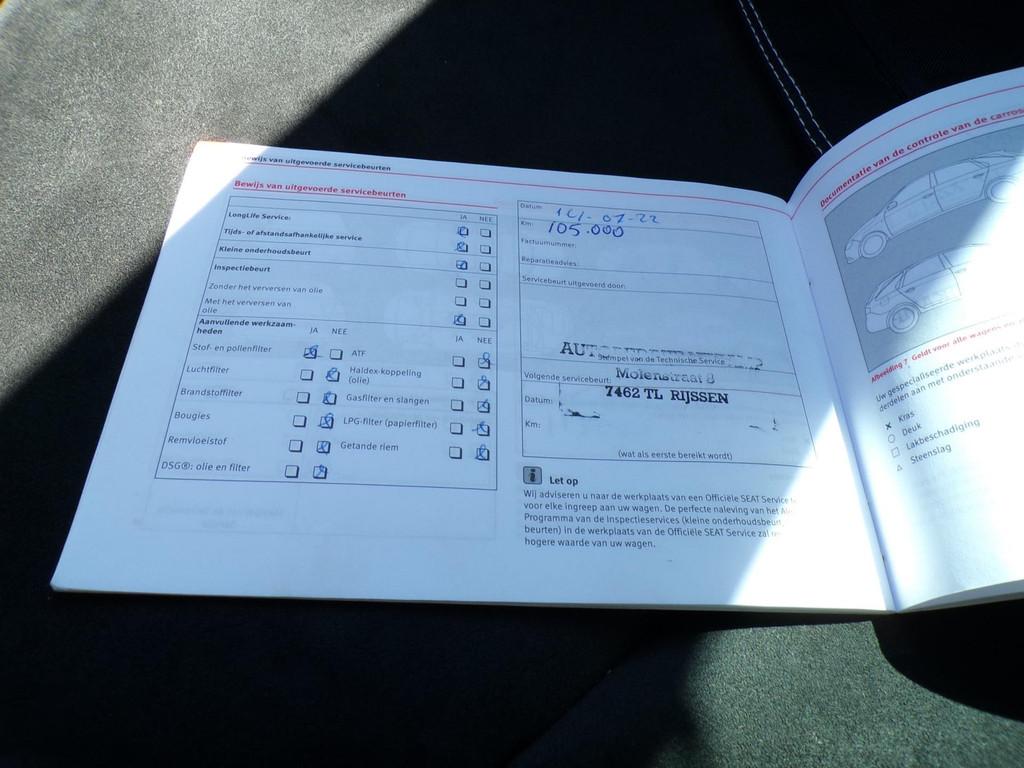 Bewijs van uitgevoerde servicebeurten
Bewijs van uitgevoerde servicebeurten
JA NEE
LongLife Service:
Tijds- of afstandsafhankelijke service
Kleine onderhoudsbeurt
Inspectiebeurt
Zonder het verversen van olie
Met het verversen van
olie
Aanvullende werkzaam-
heden JA NEE JA NEE
Stof- en pollenfilter ATF
Luchtfilter Haldex-koppeling
(olie)
Brandstoffilter Gasfilter en slangen
Bougies LPG-filter (papierfilter)
Remvloeistof Getande riem
DSG®: olie en filter
Datum: 14-07-22
Km: 105.000
Factuurnummer:
Reparatieadvies:
Servicebeurt uitgevoerd door:
Stempel van de Technische Service
Volgende servicebeurt: Molenstraat 8
7462 TL RIJSSEN
Datum:
Km:
(wat als eerste bereikt wordt)
i Let op
Wij adviseren u naar de werkplaats van een Officiële SEAT Service
voor elke ingreep aan uw wagen. De perfecte naleving van het
Programma van de Inspectieservices (kleine onderhoudsbeurt
beurten) in de werkplaats van de Officiële SEAT Service zal
hogere waarde van uw wagen.
Documentatie van de controle van de
Afbeelding 7 Geldt voor alle wagens
Uw gespecialiseerde werkplaats
derdelen aan met onderstaande
x Kras
○ Deuk
□ Lakbeschadiging
△ Steenslag